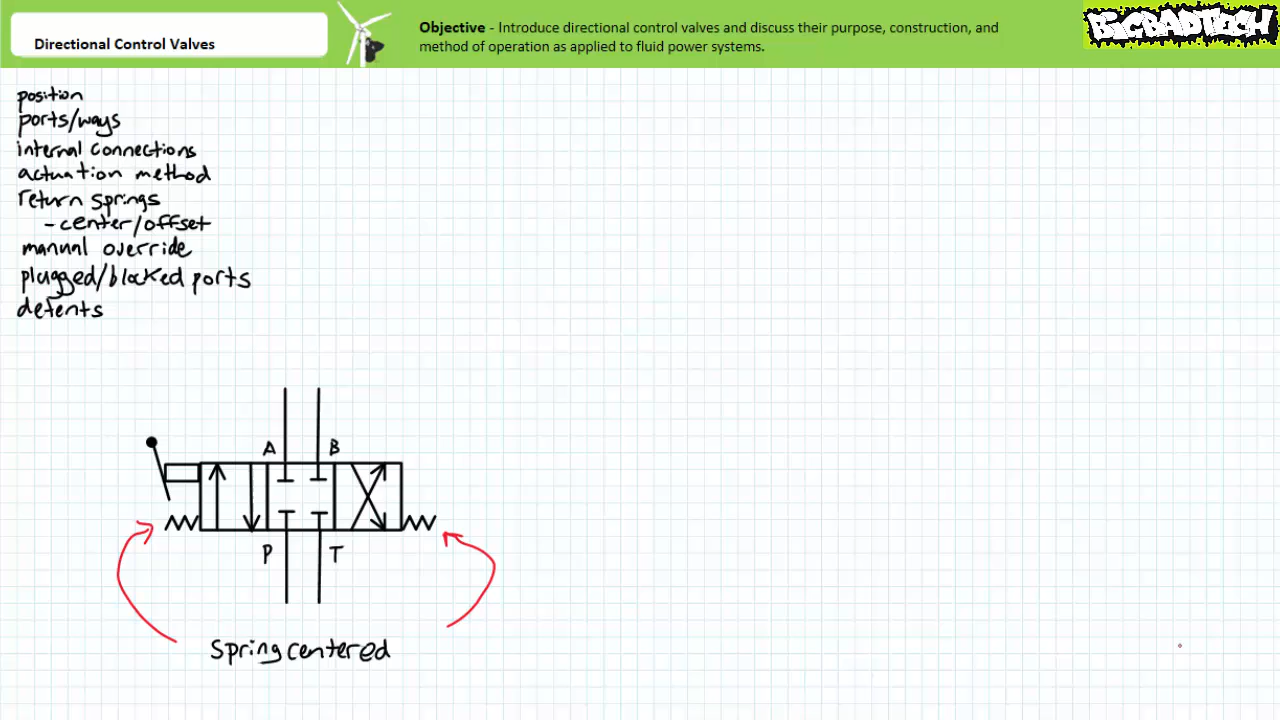 Directional Control Valves
Objective - Introduce directional control valves and discuss their purpose, construction, and
method of operation as applied to fluid power systems.
BIGBADTECH
position
ports/ways
internal connections
actuation method
return springs
- center/offset
manual override
plugged/blocked ports
detents
A B
P T
Spring centered